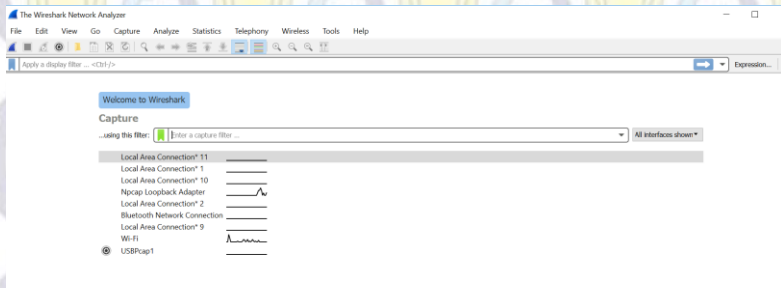 The Wireshark Network Analyzer
File Edit View Go Capture Analyze Statistics Telephony Wireless Tools Help
Apply a display filter ... <Ctrl-/>
Expression...
Welcome to Wireshark
Capture
...using this filter: Enter a capture filter ... All interfaces shown
Local Area Connection* 11
Local Area Connection* 1
Local Area Connection* 10
Npcap Loopback Adapter
Local Area Connection* 2
Bluetooth Network Connection
Local Area Connection* 9
Wi-Fi
USBPcap1